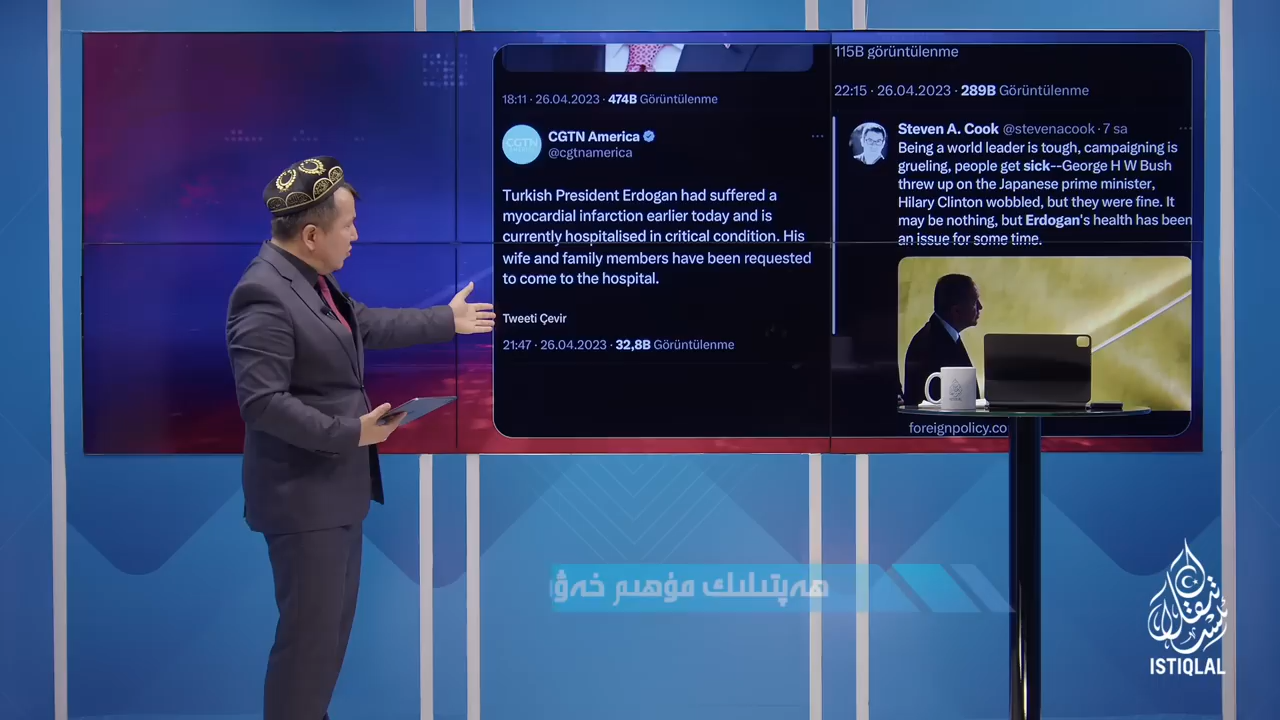 18:11 · 26.04.2023 · 474B Görüntülenme
CGTN
CGTN America
@cgtnamerica
Turkish President Erdogan had suffered a
myocardial infarction earlier today and is
currently hospitalised in critical condition. His
wife and family members have been requested
to come to the hospital.
Tweeti Çevir
21:47 · 26.04.2023 · 32,8B Görüntülenme
115B görüntülenme
22:15 · 26.04.2023 · 289B Görüntülenme
Steven A. Cook @stevenacook · 7 sa
Being a world leader is tough, campaigning is
grueling, people get sick--George H W Bush
threw up on the Japanese prime minister,
Hilary Clinton wobbled, but they were fine. It
may be nothing, but Erdogan's health has been
an issue for some time.
foreignpolicy.co
ھەپتىلىك مۇھىم خەۋ
ISTIQLAL